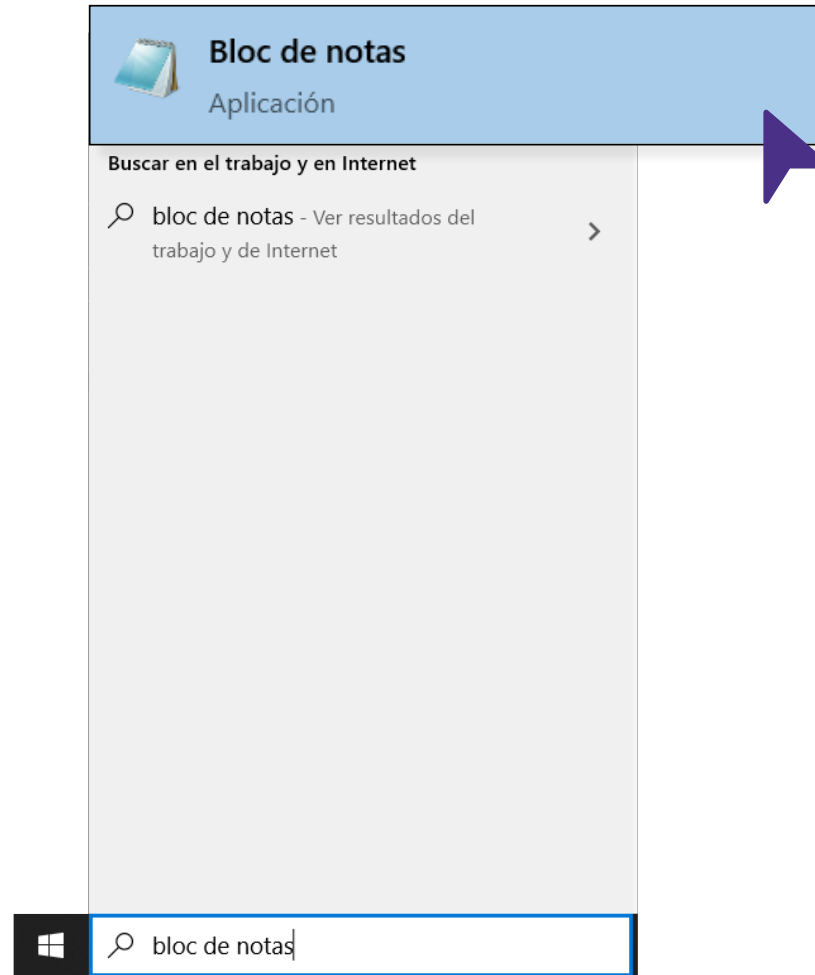 Bloc de notas
Aplicación
Buscar en el trabajo y en Internet
bloc de notas - Ver resultados del
trabajo y de Internet
bloc de notas